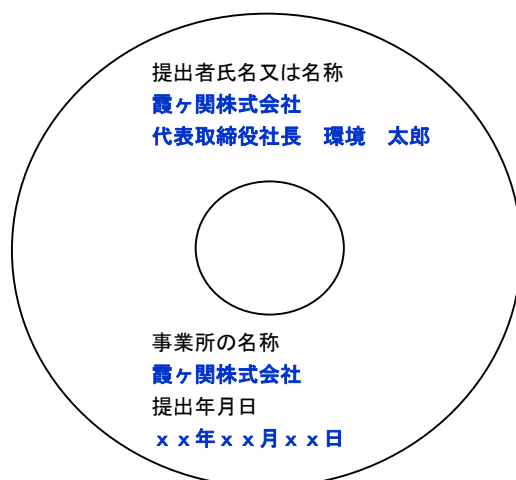 提出者氏名又は名称
霞ヶ関株式会社
代表取締役社長　環境　太郎
事業所の名称
霞ヶ関株式会社
提出年月日
ｘｘ年ｘｘ月ｘｘ日